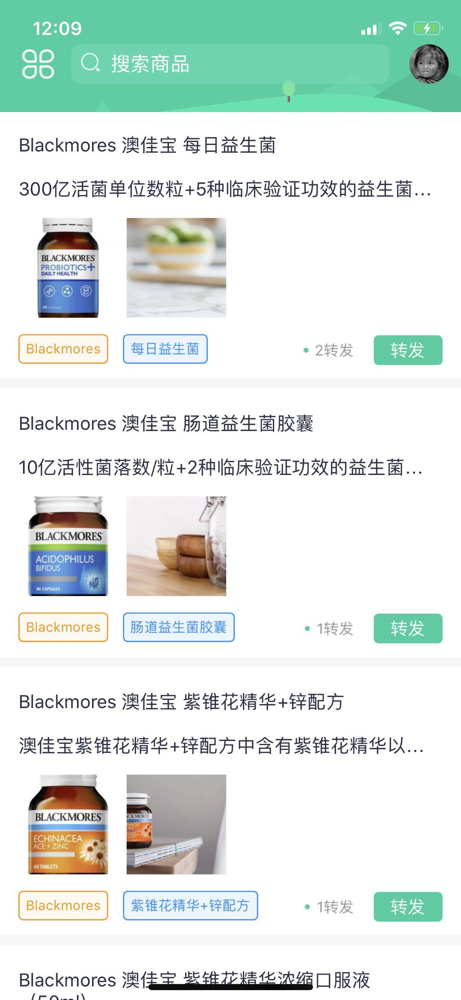 12:09
搜索商品
Blackmores 澳佳宝 每日益生菌
300亿活菌单位数粒+5种临床验证功效的益生菌...
BLACKMORES
PROBIOTICS+
DAILY HEALTH
30 CAPSULES
Blackmores
每日益生菌
2转发
转发
Blackmores 澳佳宝 肠道益生菌胶囊
10亿活性菌落数/粒+2种临床验证功效的益生菌...
BLACKMORES
ACIDOPHILUS
BIFIDUS
90 CAPSULES
Blackmores
肠道益生菌胶囊
1转发
转发
Blackmores 澳佳宝 紫锥花精华+锌配方
澳佳宝紫锥花精华+锌配方中含有紫锥花精华以...
BLACKMORES
ECHINACEA
ACE + ZINC
60 TABLETS
Blackmores
紫锥花精华+锌配方
1转发
转发
Blackmores 澳佳宝 紫锥花精华浓缩口服液
(50ml)